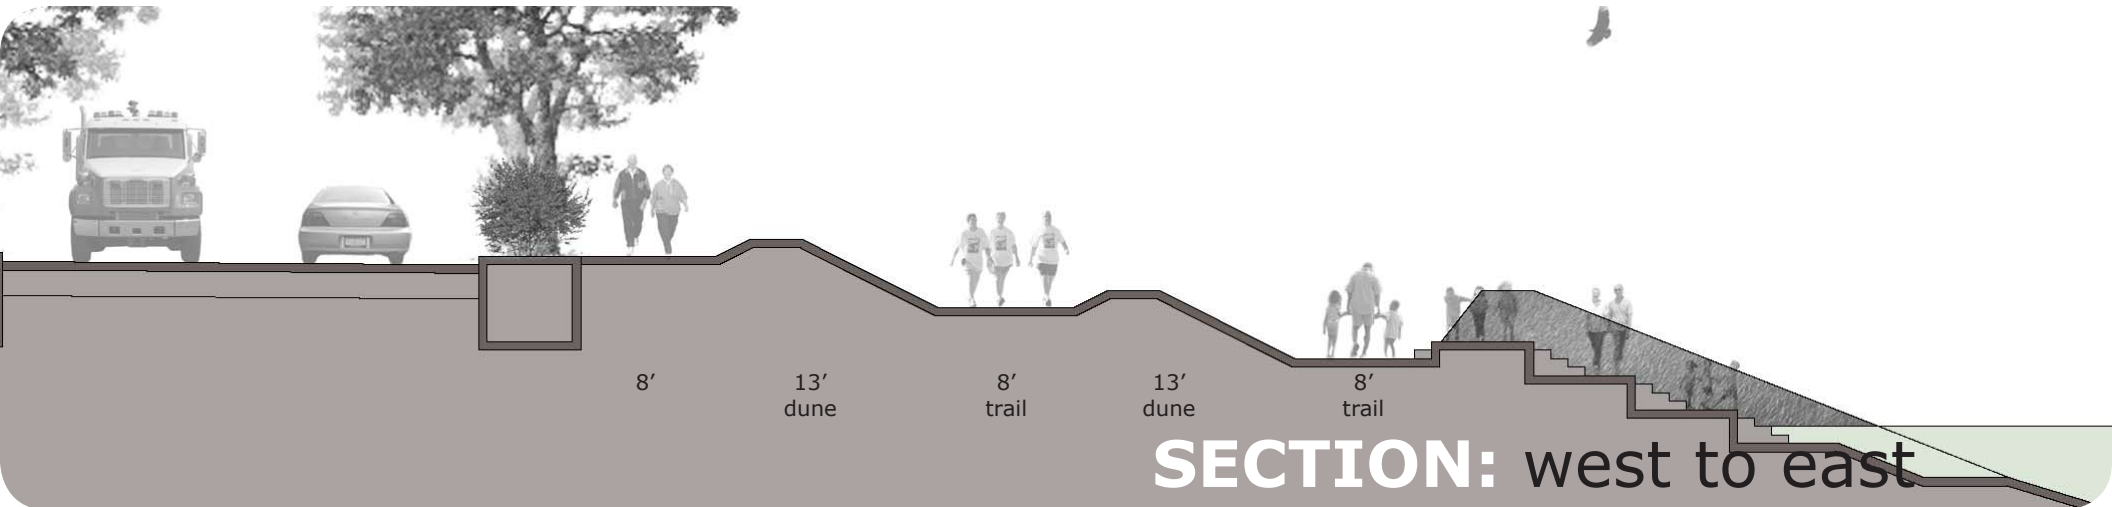 8’
13’
dune
8’
trail
13’
dune
8’
trail
SECTION: west to east